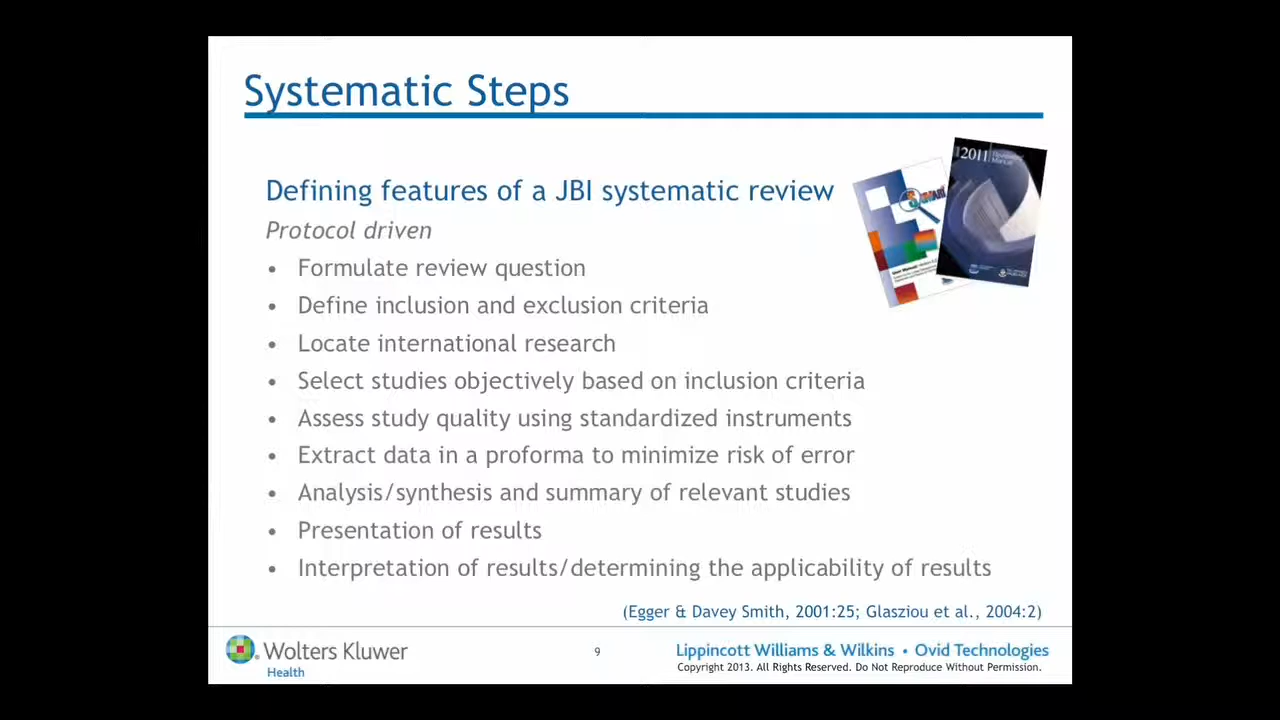 Systematic Steps
Defining features of a JBI systematic review
Protocol driven
• Formulate review question
• Define inclusion and exclusion criteria
• Locate international research
• Select studies objectively based on inclusion criteria
• Assess study quality using standardized instruments
• Extract data in a proforma to minimize risk of error
• Analysis/synthesis and summary of relevant studies
• Presentation of results
• Interpretation of results/determining the applicability of results
2011
(Egger & Davey Smith, 2001:25; Glasziou et al., 2004:2)
Wolters Kluwer
Health
9
Lippincott Williams & Wilkins • Ovid Technologies
Copyright 2013. All Rights Reserved. Do Not Reproduce Without Permission.